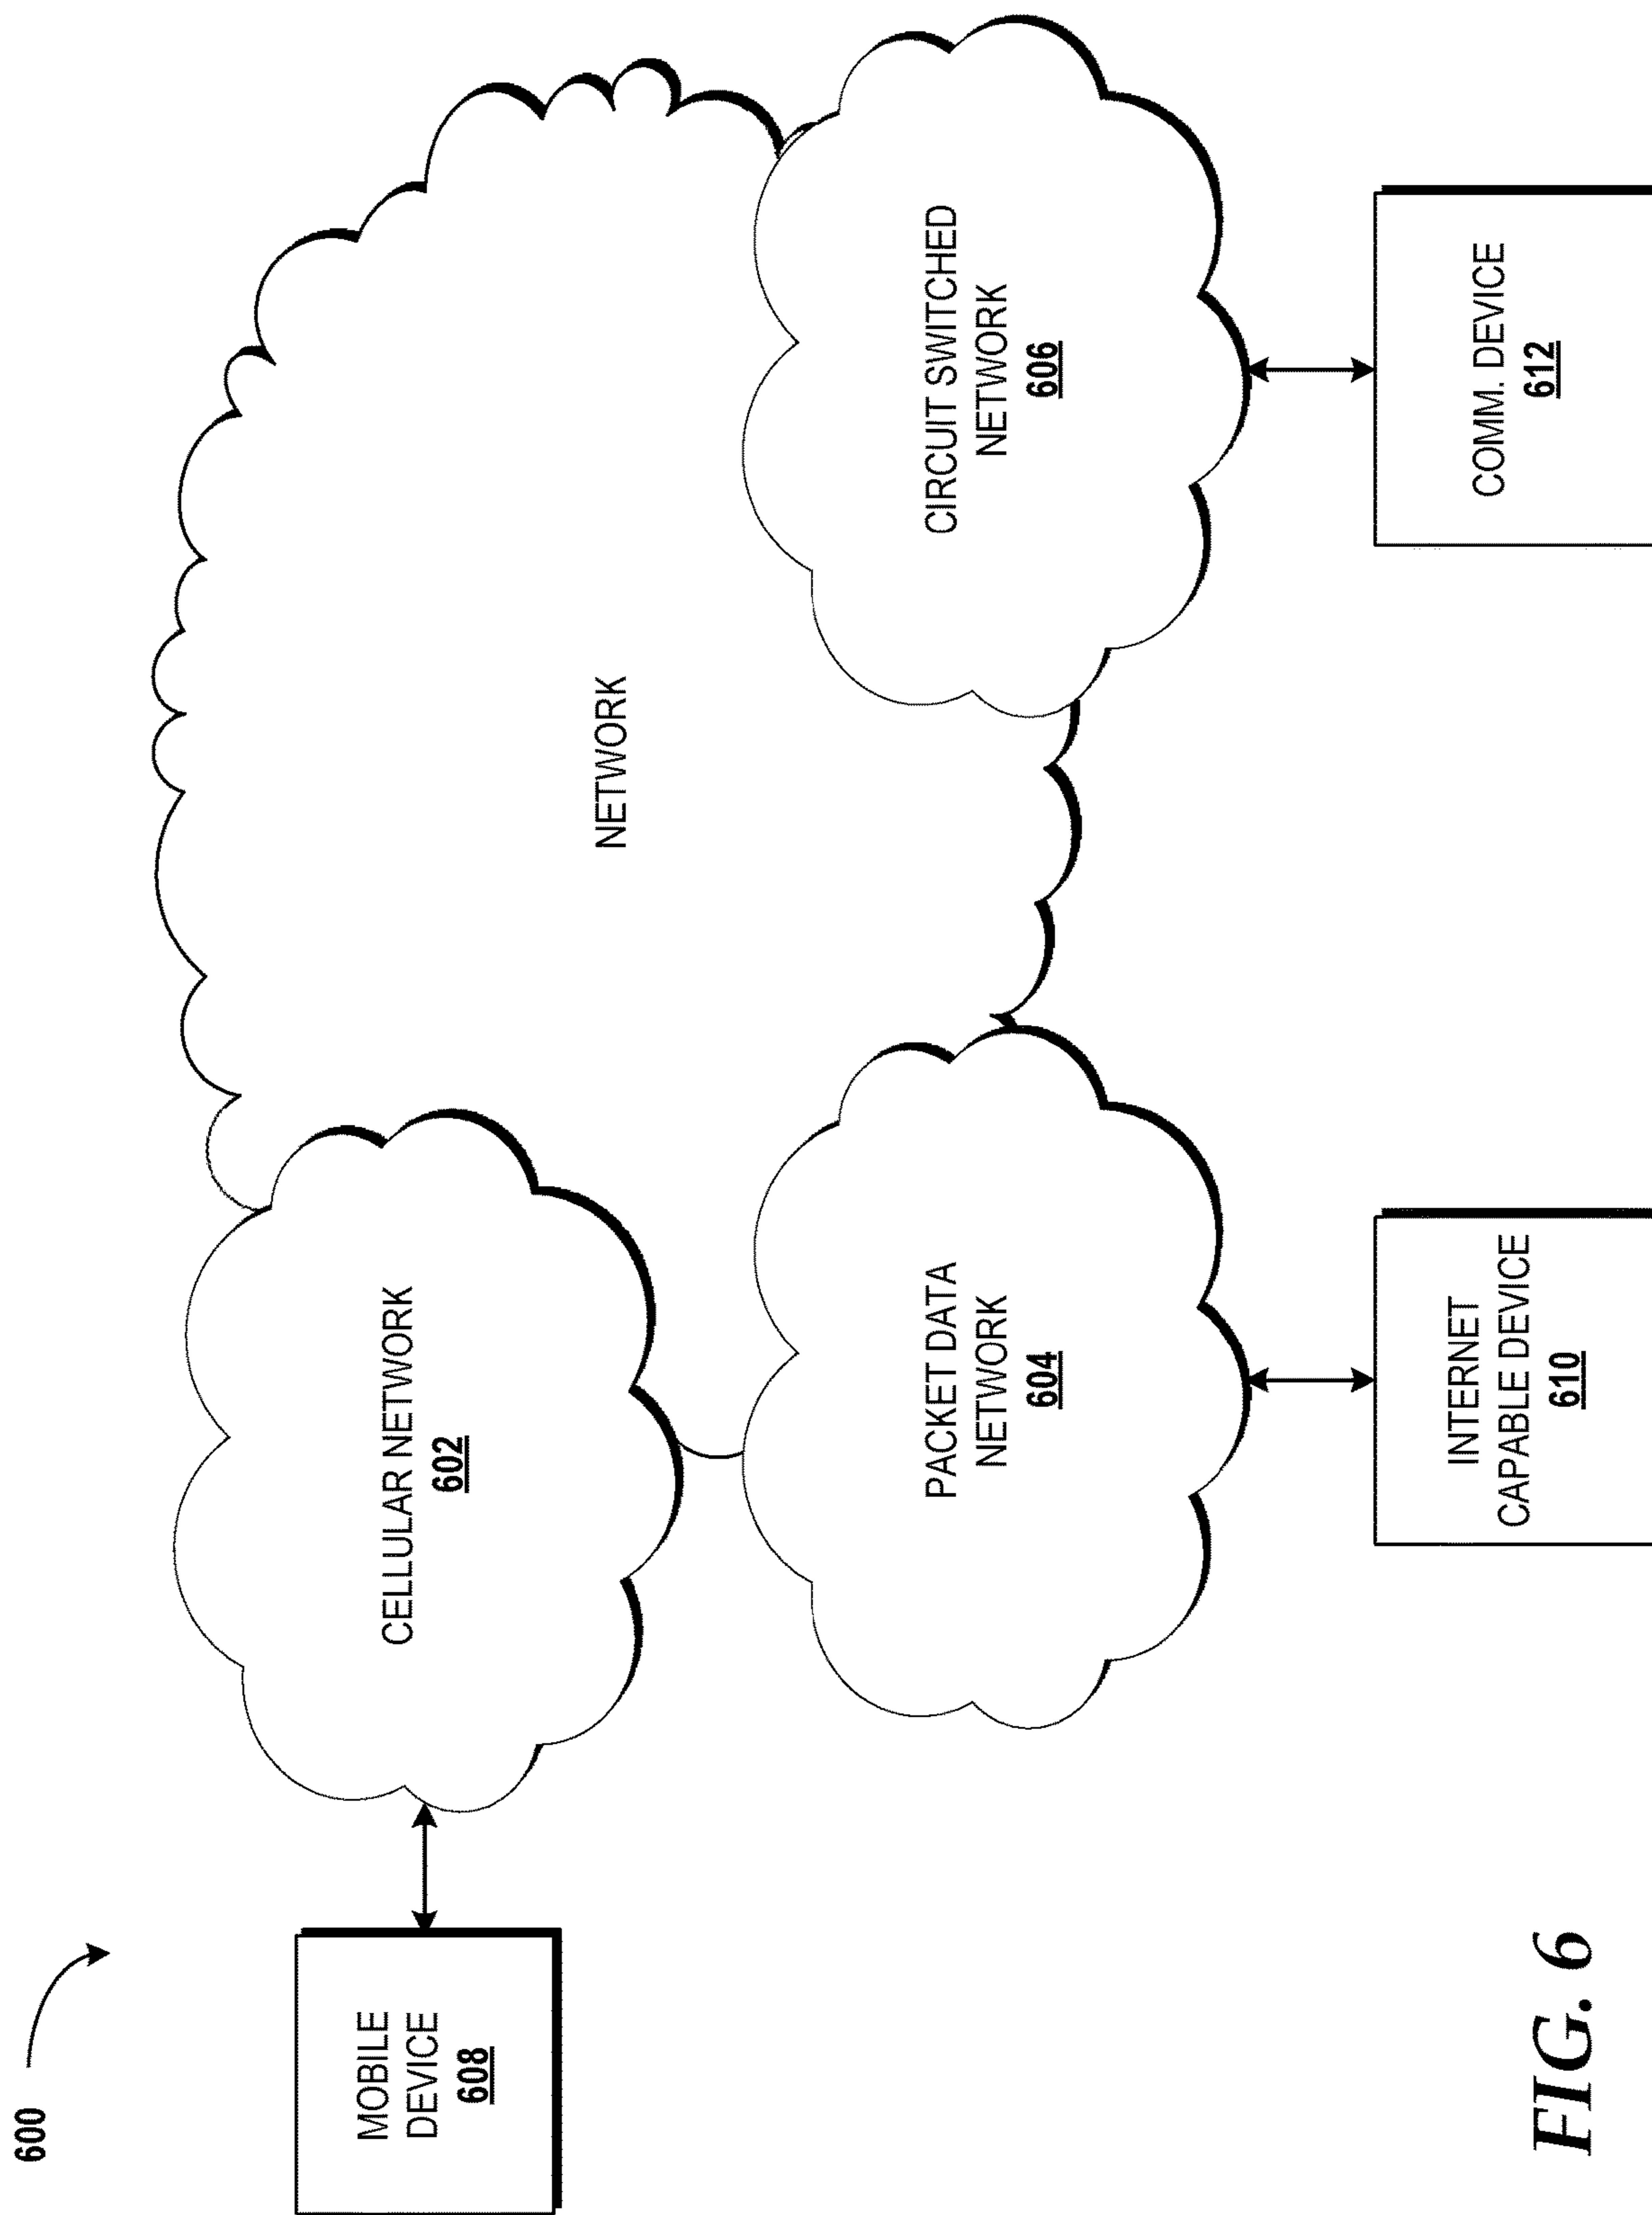 600
MOBILE
DEVICE
608
CELLULAR NETWORK
602
NETWORK
PACKET DATA
NETWORK
604
CIRCUIT SWITCHED
NETWORK
606
INTERNET
CAPABLE DEVICE
610
COMM. DEVICE
612
FIG. 6